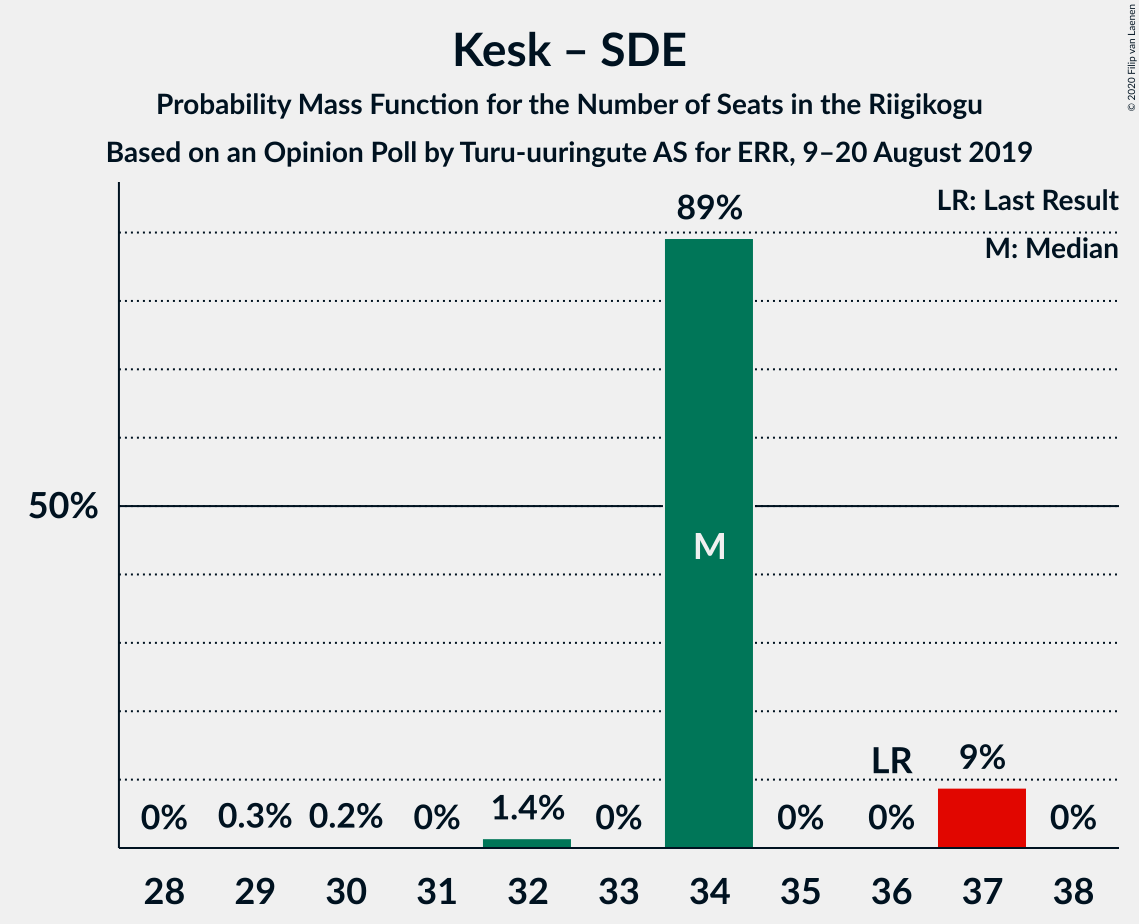 Kesk – SDE
Probability Mass Function for the Number of Seats in the Riigikogu
Based on an Opinion Poll by Turu-uuringute AS for ERR, 9–20 August 2019
© 2020 Filip van Laenen
LR: Last Result
M: Median
89%
50%
M
LR
9%
0% 0.3% 0.2% 0% 1.4% 0% 0% 0% 0%
28 29 30 31 32 33 34 35 36 37 38